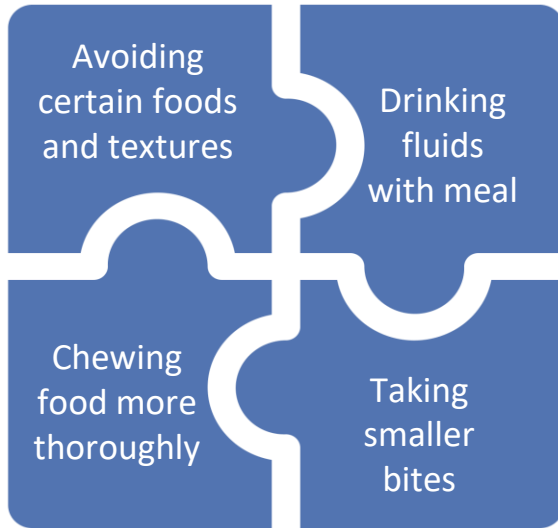 Avoiding
certain foods
and textures
Drinking
fluids
with meal
Chewing
food more
thoroughly
Taking
smaller
bites